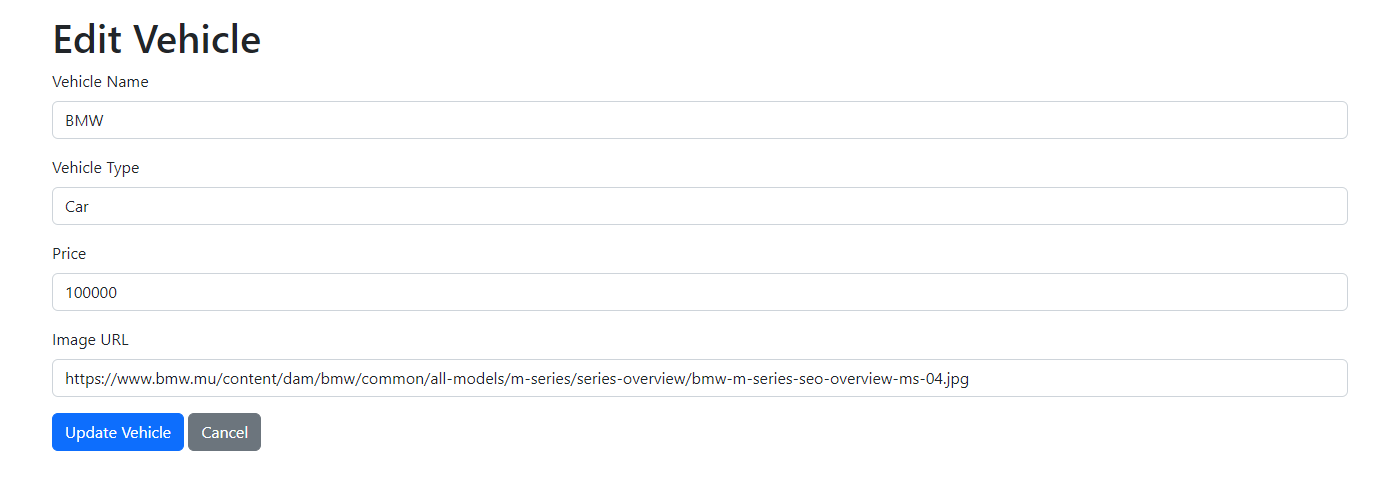 Edit Vehicle
Vehicle Name
BMW
Vehicle Type
Car
Price
100000
Image URL
https://www.bmw.mu/content/dam/bmw/common/all-models/m-series/series-overview/bmw-m-series-seo-overview-ms-04.jpg
Update Vehicle Cancel